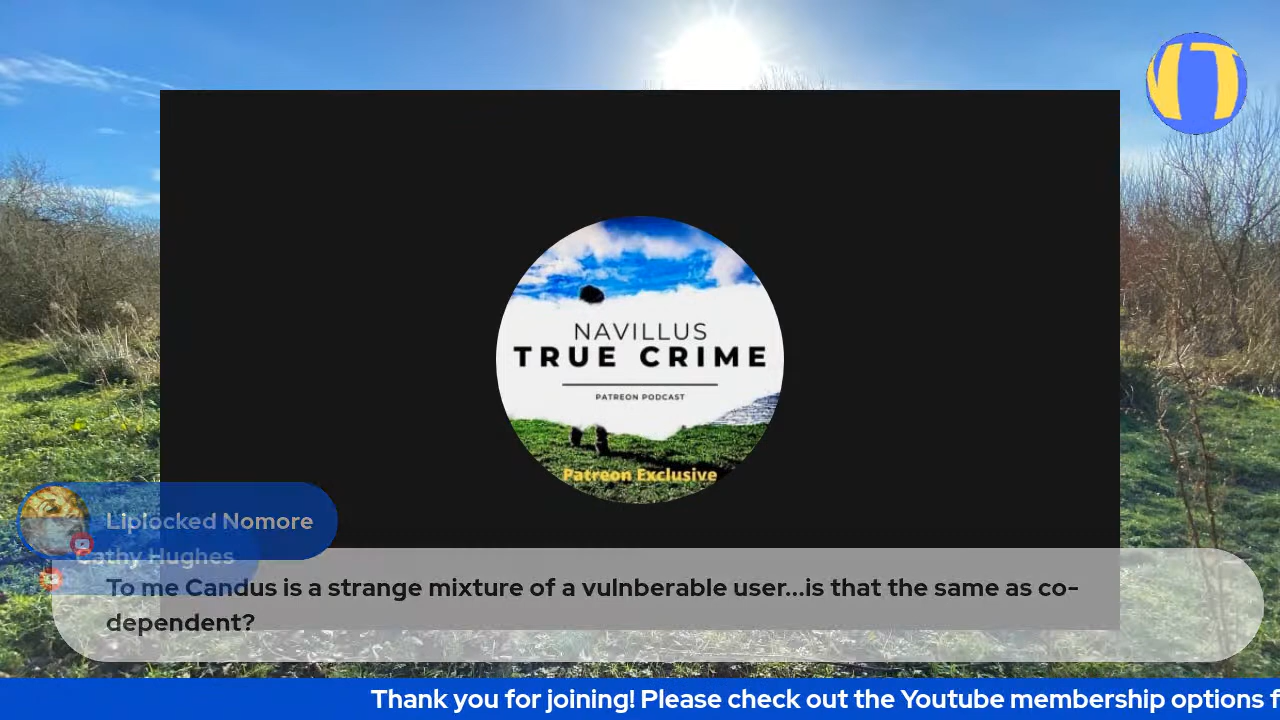 NAVILLUS
TRUE CRIME
PATREON PODCAST
Patreon Exclusive
Liplocked Nomore
Cathy Hughes
To me Candus is a strange mixture of a vulnberable user...is that the same as co-
dependent?
Thank you for joining! Please check out the Youtube membership options f